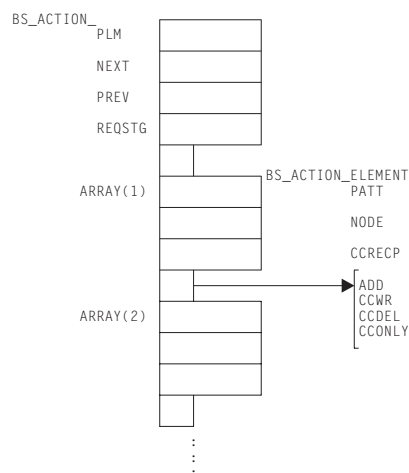 BS_ACTION_
PLM
NEXT
PREV
REQSTG
BS_ACTION_ELEMENT
ARRAY(1) PATT
NODE
CCRECP
ADD
CCWR
ARRAY(2) CCDEL
CCONLY